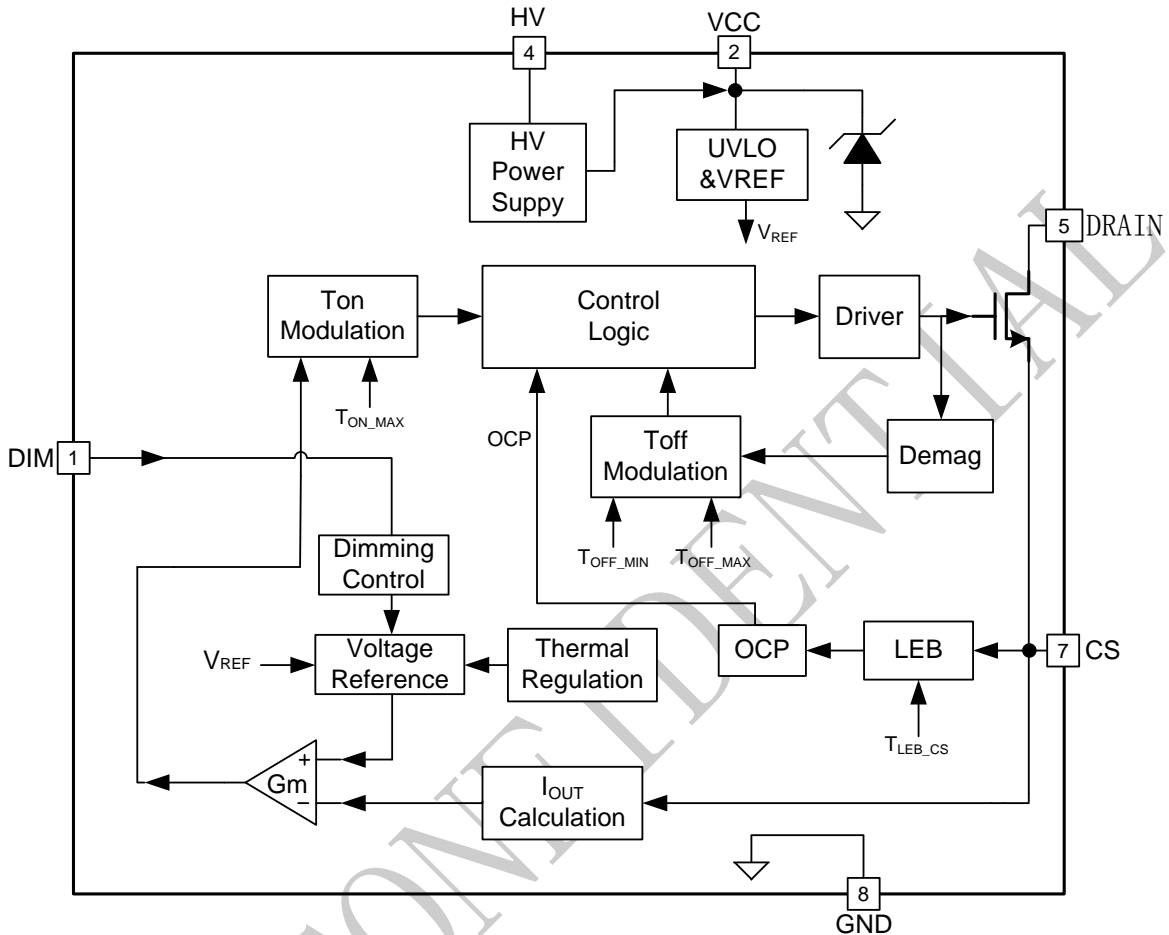 HV
VCC
4
2
HV
Power
Suppy
UVLO
&VREF
VREF
5
DRAIN
Ton
Modulation
Control
Logic
Driver
TON_MAX
OCP
Toff
Modulation
Demag
DIM
1
TOFF_MIN
TOFF_MAX
Dimming
Control
VREF
Voltage
Reference
Thermal
Regulation
OCP
LEB
7
CS
TLEB_CS
+
Gm
−
IOUT
Calculation
8
GND
CONFIDENTIAL